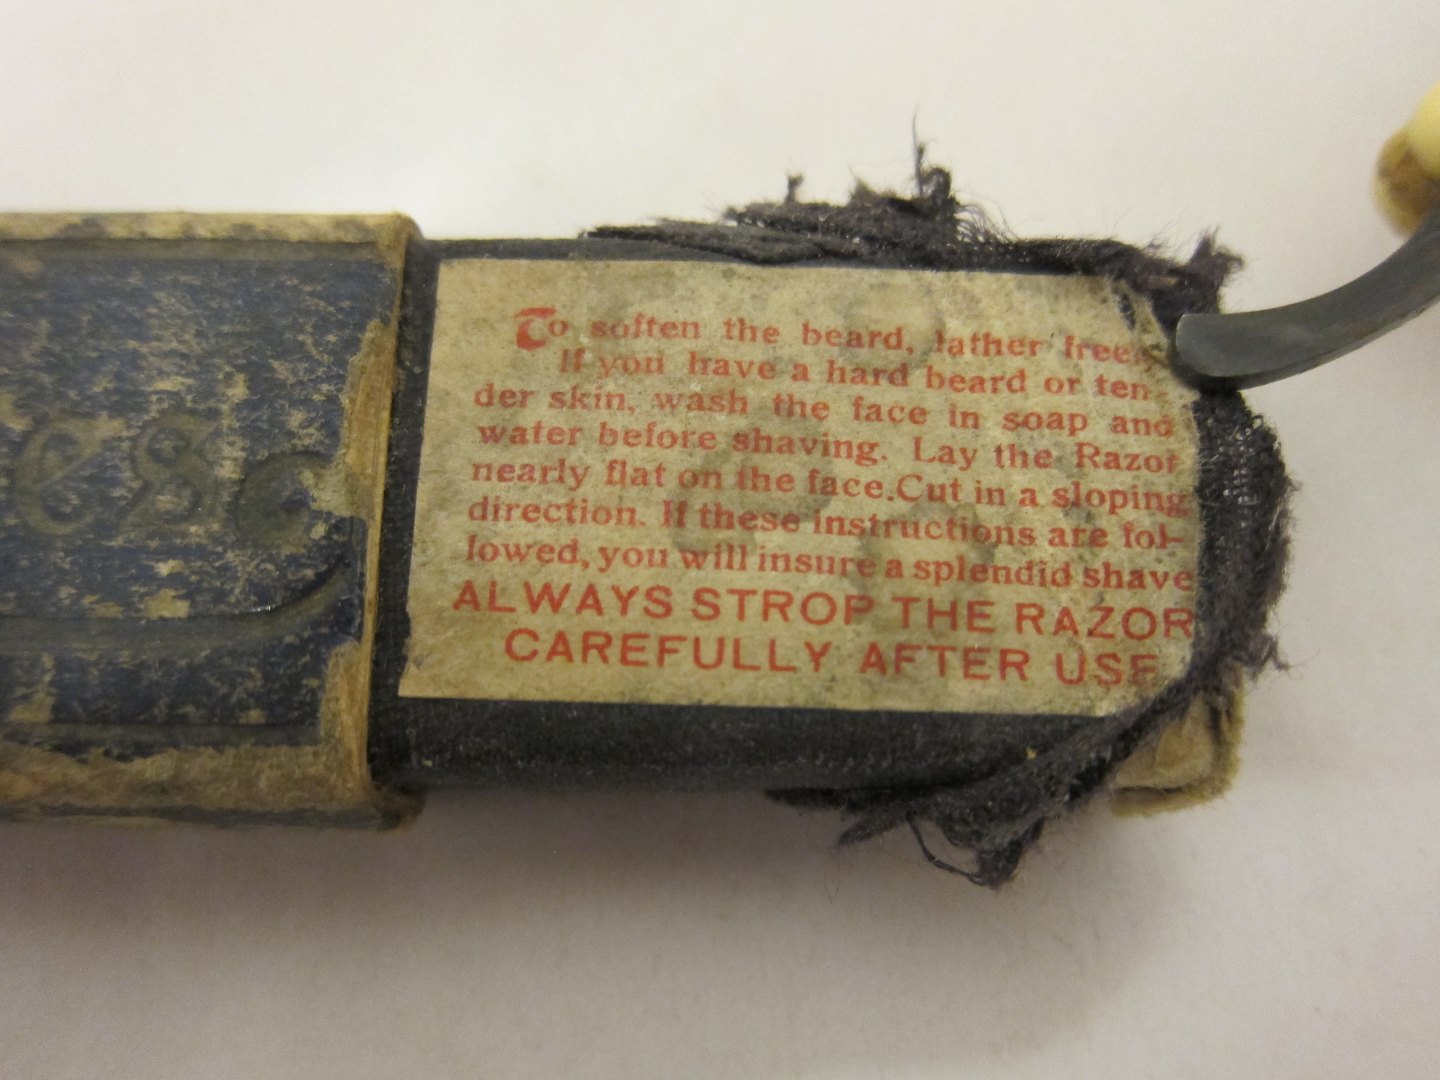 To soften the beard, lather free
If you have a hard beard or ten-
der skin, wash the face in soap and
water before shaving. Lay the Razor
nearly flat on the face. Cut in a sloping
direction. If these instructions are fol-
lowed, you will insure a splendid shave
ALWAYS STROP THE RAZOR
CAREFULLY AFTER USE